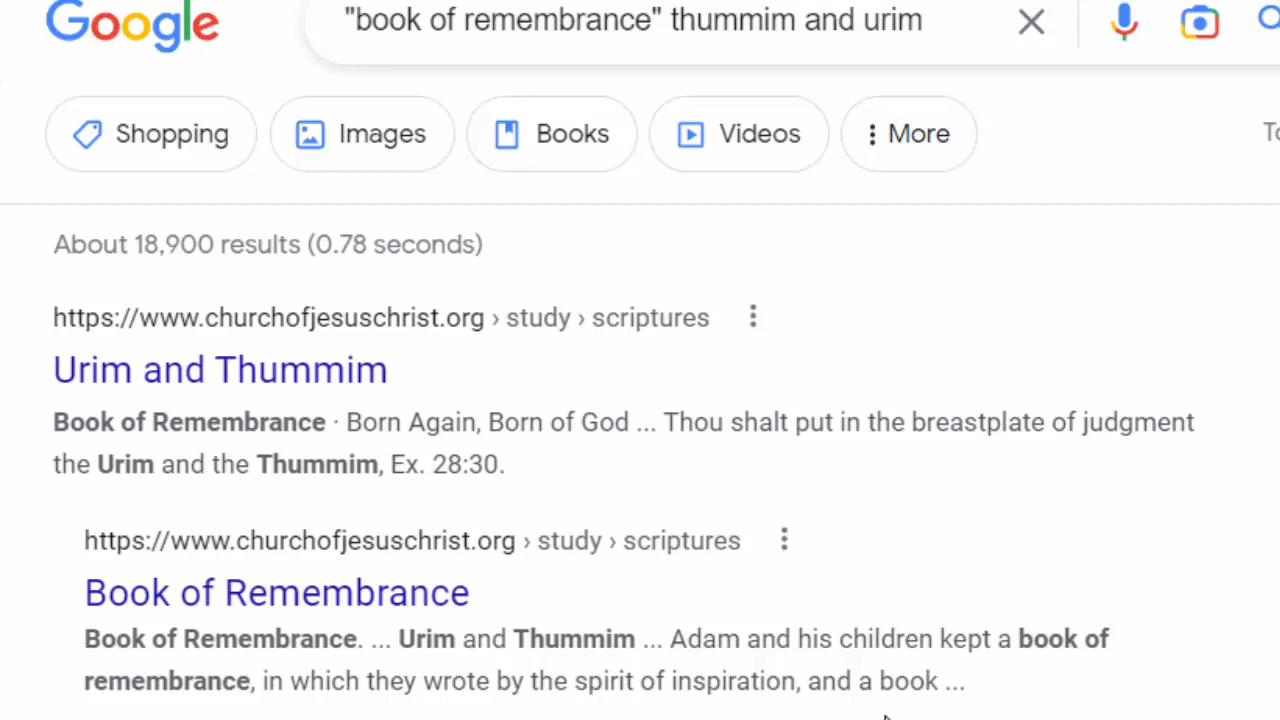 Google
"book of remembrance" thummim and urim
Shopping
Images
Books
Videos
More
About 18,900 results (0.78 seconds)
https://www.churchofjesuschrist.org › study › scriptures
Urim and Thummim
Book of Remembrance · Born Again, Born of God ... Thou shalt put in the breastplate of judgment
the Urim and the Thummim, Ex. 28:30.
https://www.churchofjesuschrist.org › study › scriptures
Book of Remembrance
Book of Remembrance. ... Urim and Thummim ... Adam and his children kept a book of
remembrance, in which they wrote by the spirit of inspiration, and a book ...